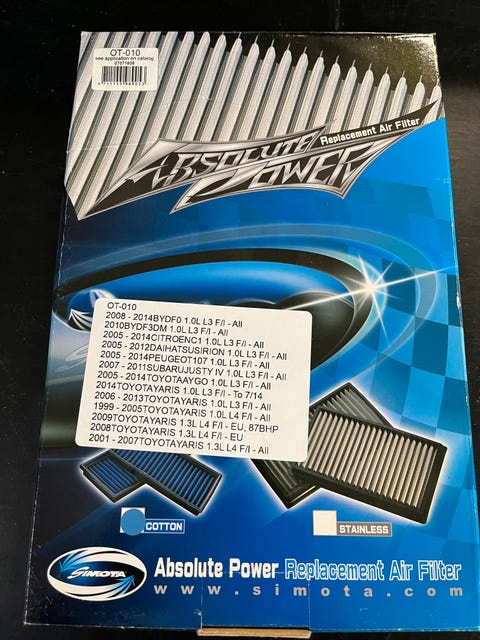 OT-010
see application on catalog
07071608
ABSOLUTE
POWER
Replacement Air Filter
OT-010
2008 - 2014BYDF0 1.0L L3 F/I - All
2010BYDF3DM 1.0L L3 F/I - All
2005 - 2014CITROENC1 1.0L L3 F/I - All
2005 - 2012DAIHATSUSIRION 1.0L L3 F/I - All
2005 - 2014PEUGEOT107 1.0L L3 F/I - All
2007 - 2011SUBARUJUSTY IV 1.0L L3 F/I - All
2005 - 2014TOYOTAAYGO 1.0L L3 F/I - All
2014TOYOTAYARIS 1.0L L3 F/I - To 7/14
2006 - 2013TOYOTAYARIS 1.0L L3 F/I - All
1999 - 2005TOYOTAYARIS 1.0L L4 F/I - All
2009TOYOTAYARIS 1.3L L4 F/I - EU, 87BHP
2008TOYOTAYARIS 1.3L L4 F/I - EU
2001 - 2007TOYOTAYARIS 1.3L L4 F/I - All
COTTON
STAINLESS
SIMOTA
Absolute Power Replacement Air Filter
www.simota.com